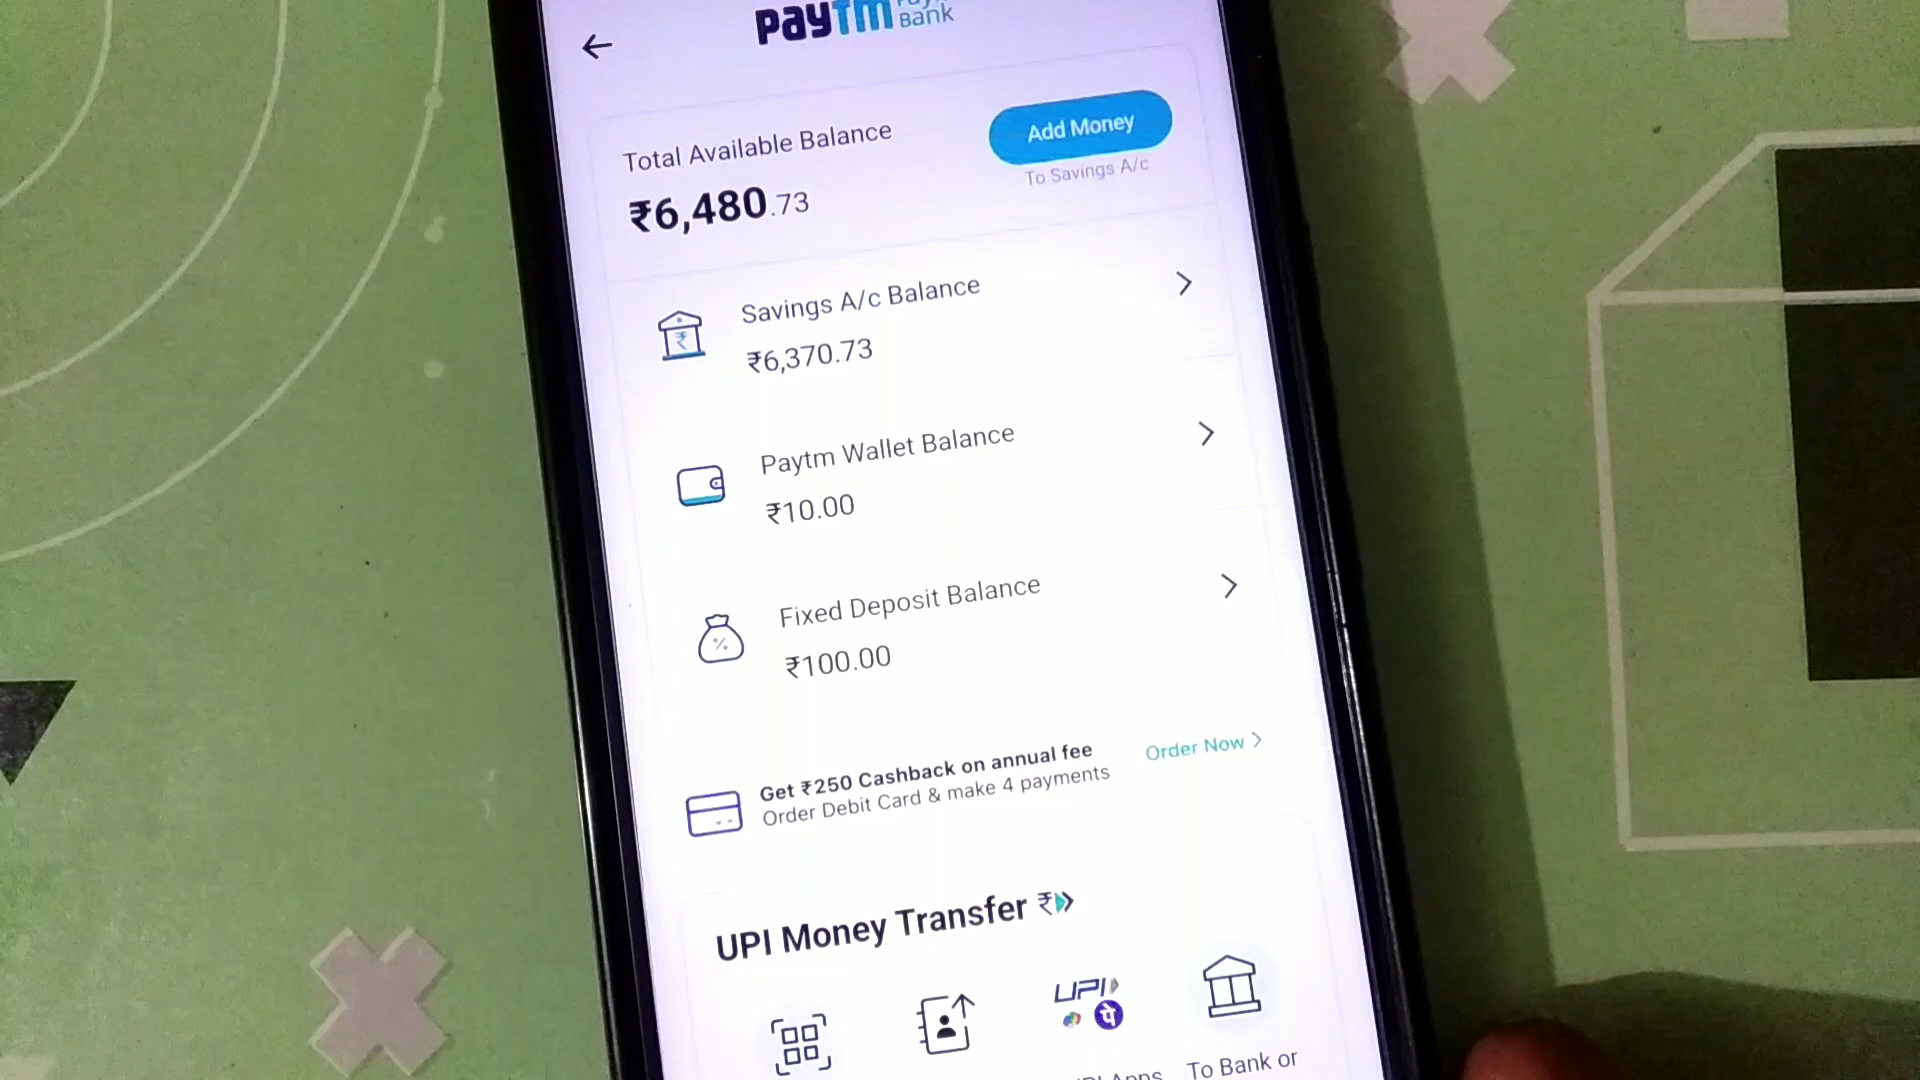 paytm
Bank
Total Available Balance
Add Money
To Savings A/c
₹6,480.73
Savings A/c Balance
₹6,370.73
Paytm Wallet Balance
₹10.00
Fixed Deposit Balance
₹100.00
Get ₹250 Cashback on annual fee
Order Debit Card & make 4 payments
Order Now >
UPI Money Transfer ₹
UPI
पे
To Bank or